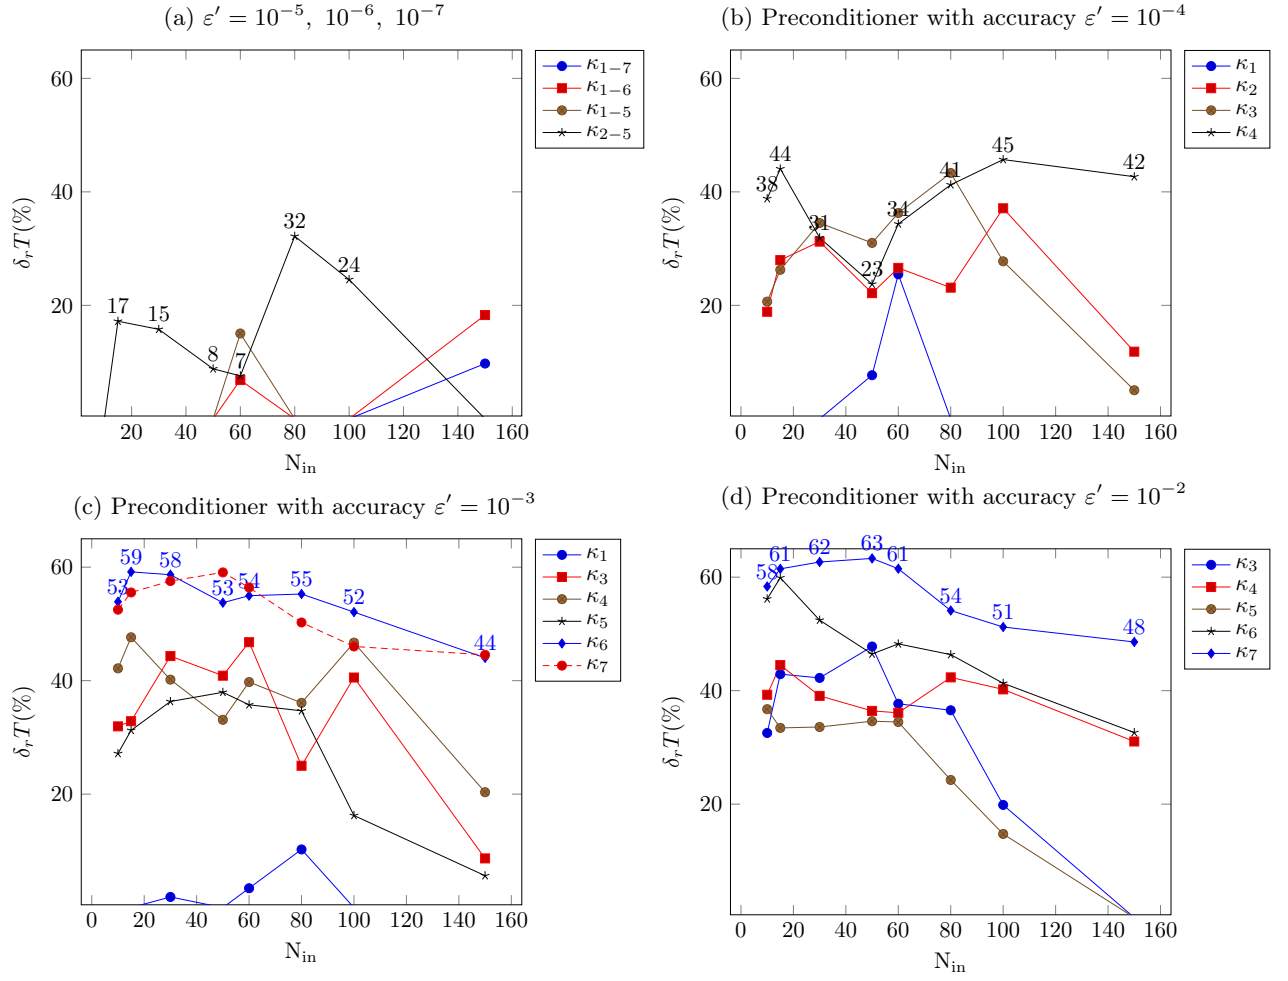 (a) ε′ = 10⁻⁵, 10⁻⁶, 10⁻⁷
60
40
20
δᵣT(%)
17
15
8
7
32
24
20 40 60 80 100 120 140 160
N_in
κ₁₋₇
κ₁₋₆
κ₁₋₅
κ₂₋₅
(b) Preconditioner with accuracy ε′ = 10⁻⁴
60
40
20
δᵣT(%)
38
44
31
23
34
41
45
42
0 20 40 60 80 100 120 140 160
N_in
κ₁
κ₂
κ₃
κ₄
(c) Preconditioner with accuracy ε′ = 10⁻³
60
40
20
δᵣT(%)
53
59
58
53
54
55
52
44
0 20 40 60 80 100 120 140 160
N_in
κ₁
κ₃
κ₄
κ₅
κ₆
κ₇
(d) Preconditioner with accuracy ε′ = 10⁻²
60
40
20
δᵣT(%)
58
61
62
63
61
54
51
48
0 20 40 60 80 100 120 140 160
N_in
κ₃
κ₄
κ₅
κ₆
κ₇